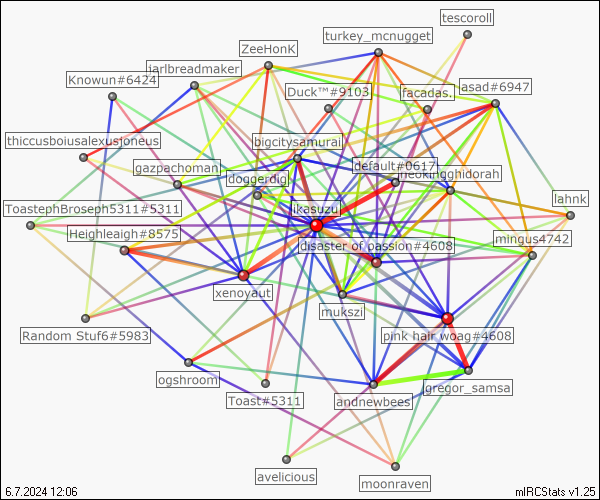 tescoroll
turkey_mcnugget
ZeeHonK
jarlbreadmaker
Knowun#6424
Duck™#9103
facadas.
asad#6947
thiccusboiusalexusjoneus
bigcitysamurai
gazpachoman
default#0617
doggerdig
ToastephBroseph5311#5311
ikasuzu
lahnk
Heighleaigh#8575
disaster of passion#4608
mingus4742
xenoyaut
mukszi
Random Stuf6#5983
pink hair woag#4608
ogshroom
gregor_samsa
Toast#5311
andnewbees
avelicious
moonraven
6.7.2024 12:06
mIRCStats v1.25